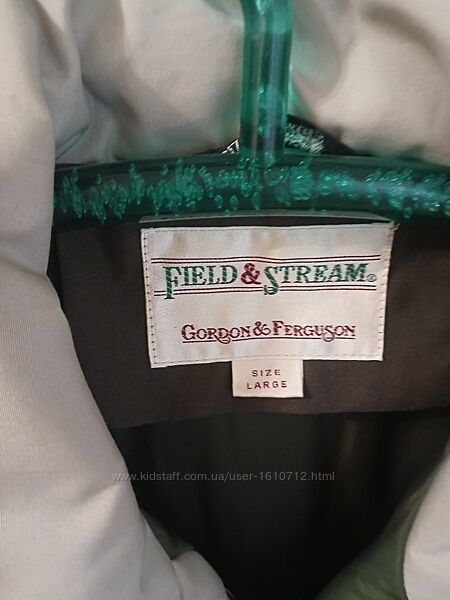 FIELD & STREAM®
GORDON & FERGUSON
SIZE
LARGE
www.kidstaff.com.ua/user-1610712.html